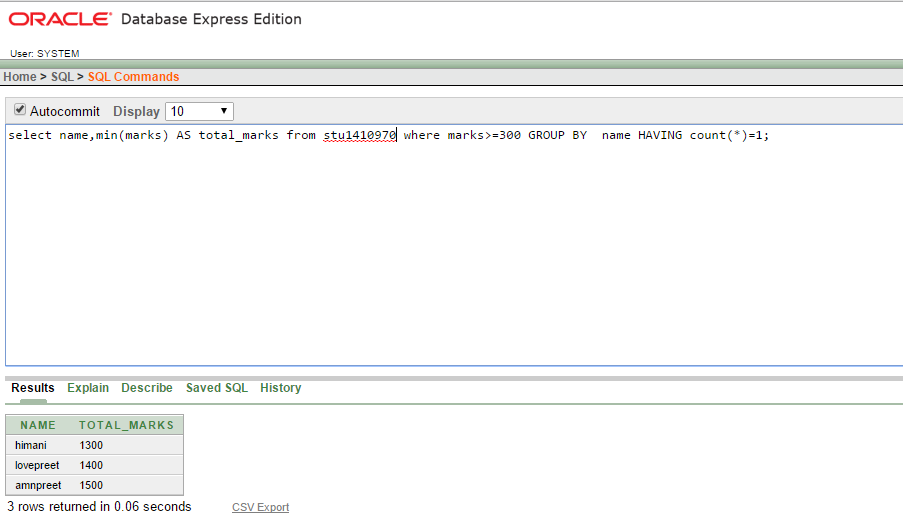 ORACLE Database Express Edition
User: SYSTEM
Home > SQL > SQL Commands
Autocommit Display 10
select name,min(marks) AS total_marks from stu1410970 where marks>=300 GROUP BY  name HAVING count(*)=1;
Results Explain Describe Saved SQL History
NAME TOTAL_MARKS
himani 1300
lovepreet 1400
amnpreet 1500
3 rows returned in 0.06 seconds CSV Export